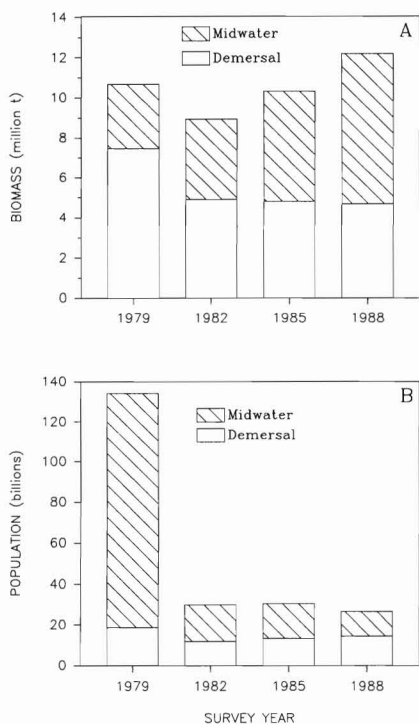 A
Midwater
Demersal
BIOMASS (million t)
14
12
10
8
6
4
2
0
1979 1982 1985 1988
B
Midwater
Demersal
POPULATION (billions)
140
120
100
80
60
40
20
0
1979 1982 1985 1988
SURVEY YEAR